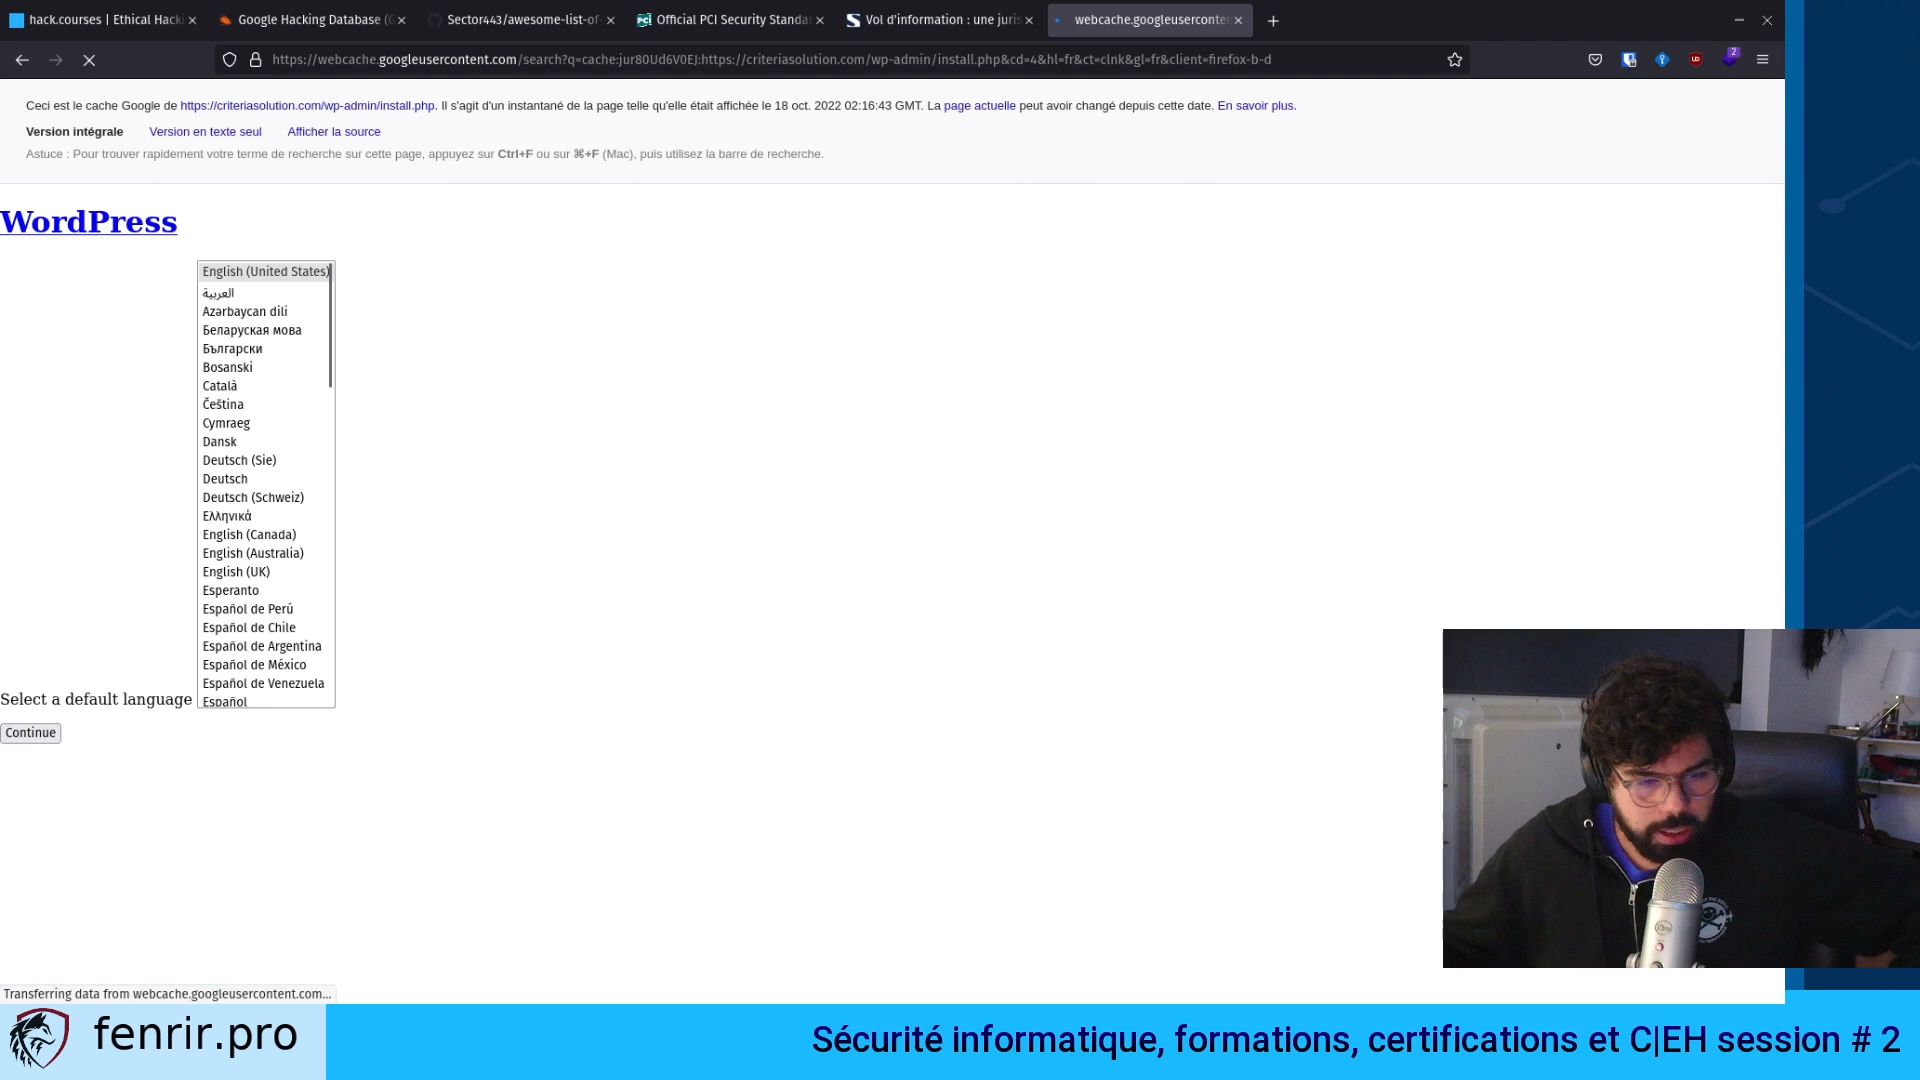 hack.courses | Ethical Hacki
Google Hacking Database (G
Sector443/awesome-list-of-
PCi Official PCI Security Standar
Vol d'information : une juris
webcache.googleusercontent
https://webcache.googleusercontent.com/search?q=cache:jur80Ud6V0EJ:https://criteriasolution.com/wp-admin/install.php&cd=4&hl=fr&ct=clnk&gl=fr&client=firefox-b-d
2
Ceci est le cache Google de https://criteriasolution.com/wp-admin/install.php. Il s'agit d'un instantané de la page telle qu'elle était affichée le 18 oct. 2022 02:16:43 GMT. La page actuelle peut avoir changé depuis cette date. En savoir plus.
Version intégrale Version en texte seul Afficher la source
Astuce : Pour trouver rapidement votre terme de recherche sur cette page, appuyez sur Ctrl+F ou sur ⌘+F (Mac), puis utilisez la barre de recherche.
WordPress
English (United States)
العربية
Azərbaycan dili
Беларуская мова
Български
Bosanski
Català
Čeština
Cymraeg
Dansk
Deutsch (Sie)
Deutsch
Deutsch (Schweiz)
Ελληνικά
English (Canada)
English (Australia)
English (UK)
Esperanto
Español de Perú
Español de Chile
Español de Argentina
Español de México
Español de Venezuela
Español
Select a default language
Continue
Transferring data from webcache.googleusercontent.com...
fenrir.pro
Sécurité informatique, formations, certifications et C|EH session # 2